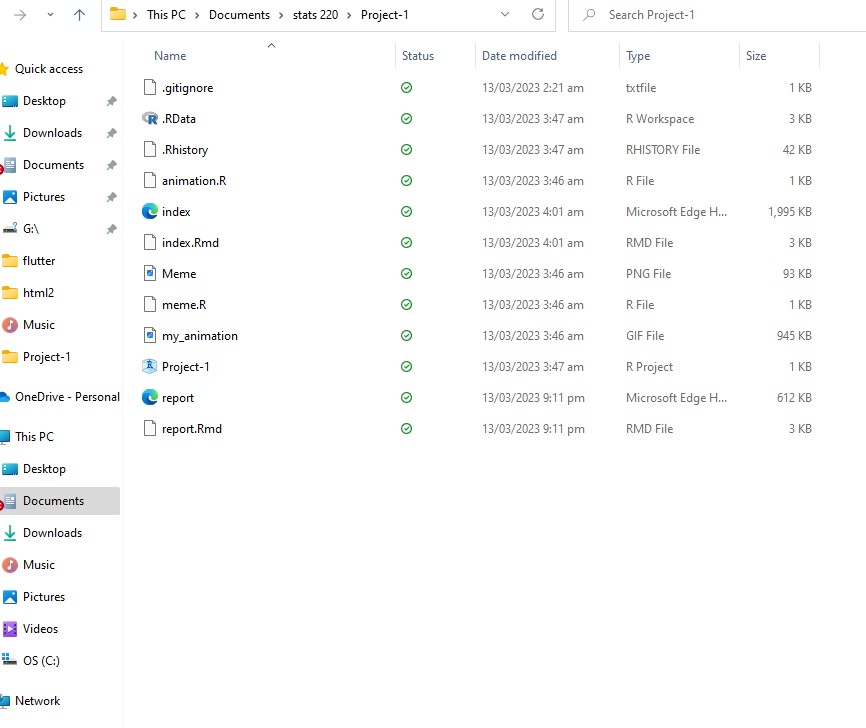 This PC > Documents > stats 220 > Project-1
Search Project-1
Name Status Date modified Type Size
Quick access
Desktop
Downloads
Documents
Pictures
G:\
flutter
html2
Music
Project-1
OneDrive - Personal
This PC
Desktop
Documents
Downloads
Music
Pictures
Videos
OS (C:)
Network
.gitignore 13/03/2023 2:21 am txtfile 1 KB
.RData 13/03/2023 3:47 am R Workspace 3 KB
.Rhistory 13/03/2023 3:47 am RHISTORY File 42 KB
animation.R 13/03/2023 3:46 am R File 1 KB
index 13/03/2023 4:01 am Microsoft Edge H... 1,995 KB
index.Rmd 13/03/2023 4:01 am RMD File 3 KB
Meme 13/03/2023 3:46 am PNG File 93 KB
meme.R 13/03/2023 3:46 am R File 1 KB
my_animation 13/03/2023 3:46 am GIF File 945 KB
Project-1 13/03/2023 3:47 am R Project 1 KB
report 13/03/2023 9:11 pm Microsoft Edge H... 612 KB
report.Rmd 13/03/2023 9:11 pm RMD File 3 KB